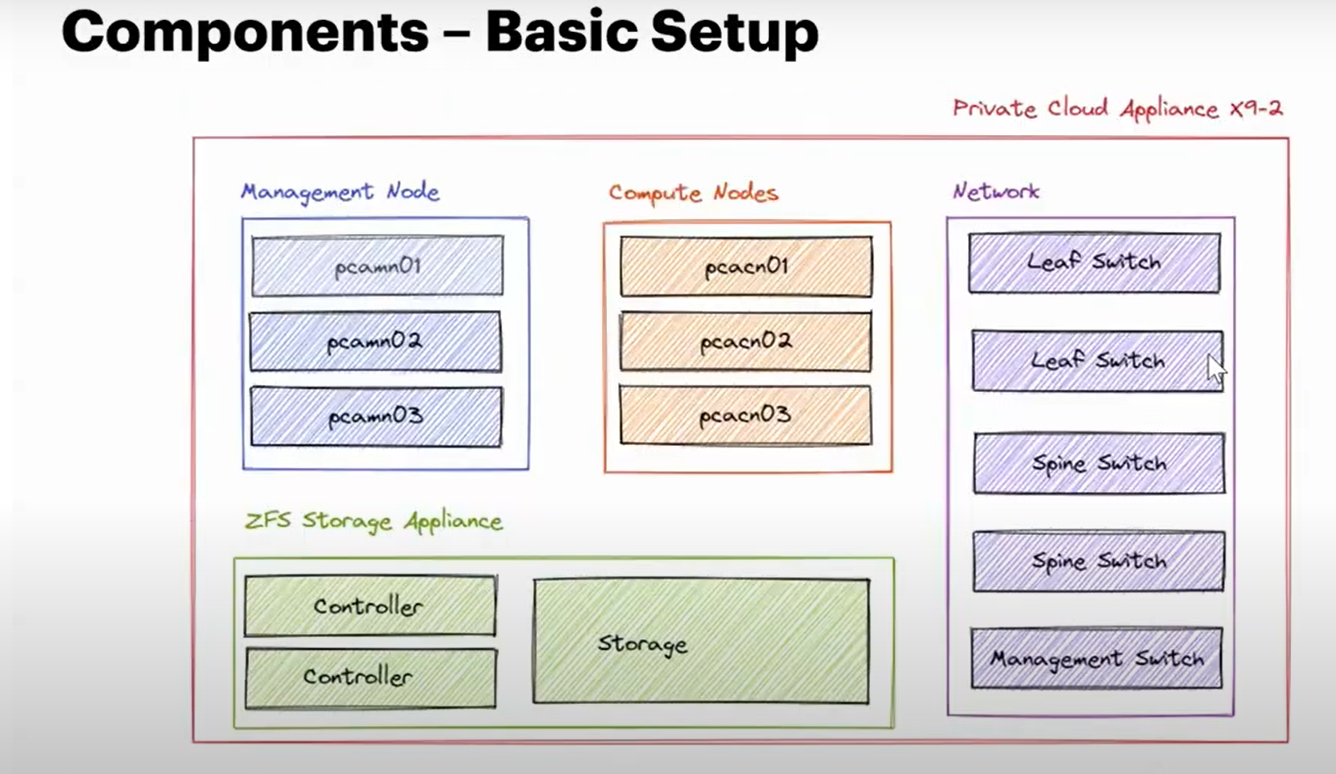 Components – Basic Setup
Private Cloud Appliance X9-2
Management Node
pcamn01
pcamn02
pcamn03
Compute Nodes
pcacn01
pcacn02
pcacn03
Network
Leaf Switch
Leaf Switch
Spine Switch
Spine Switch
Management Switch
ZFS Storage Appliance
Controller
Controller
Storage